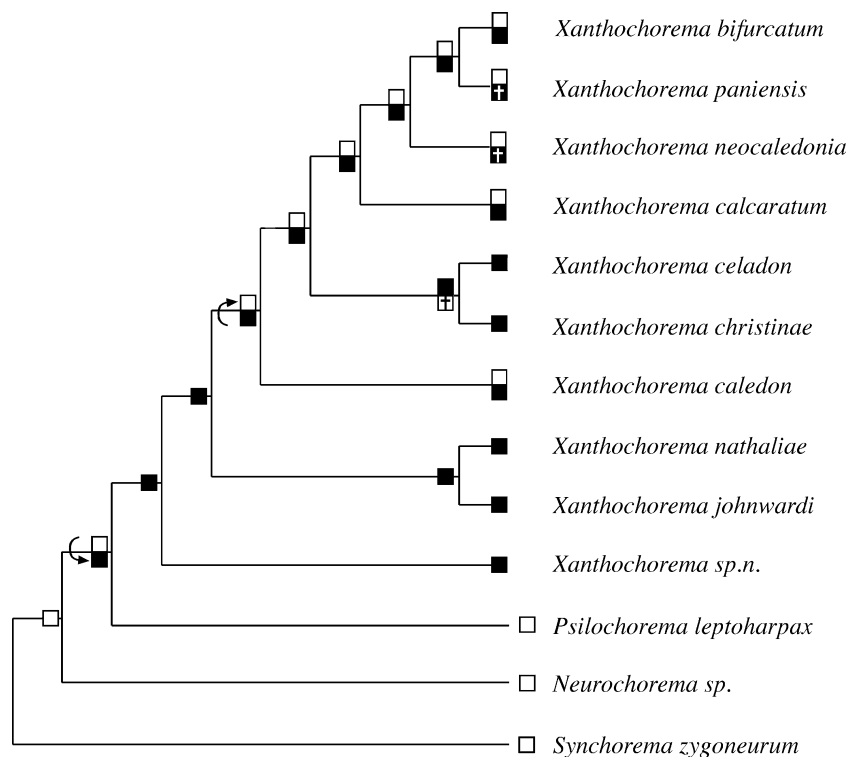 Xanthochorema bifurcatum
Xanthochorema paniensis
Xanthochorema neocaledonia
Xanthochorema calcaratum
Xanthochorema celadon
Xanthochorema christinae
Xanthochorema caledon
Xanthochorema nathaliae
Xanthochorema johnwardi
Xanthochorema sp.n.
Psilochorema leptoharpax
Neurochorema sp.
Synchorema zygoneurum